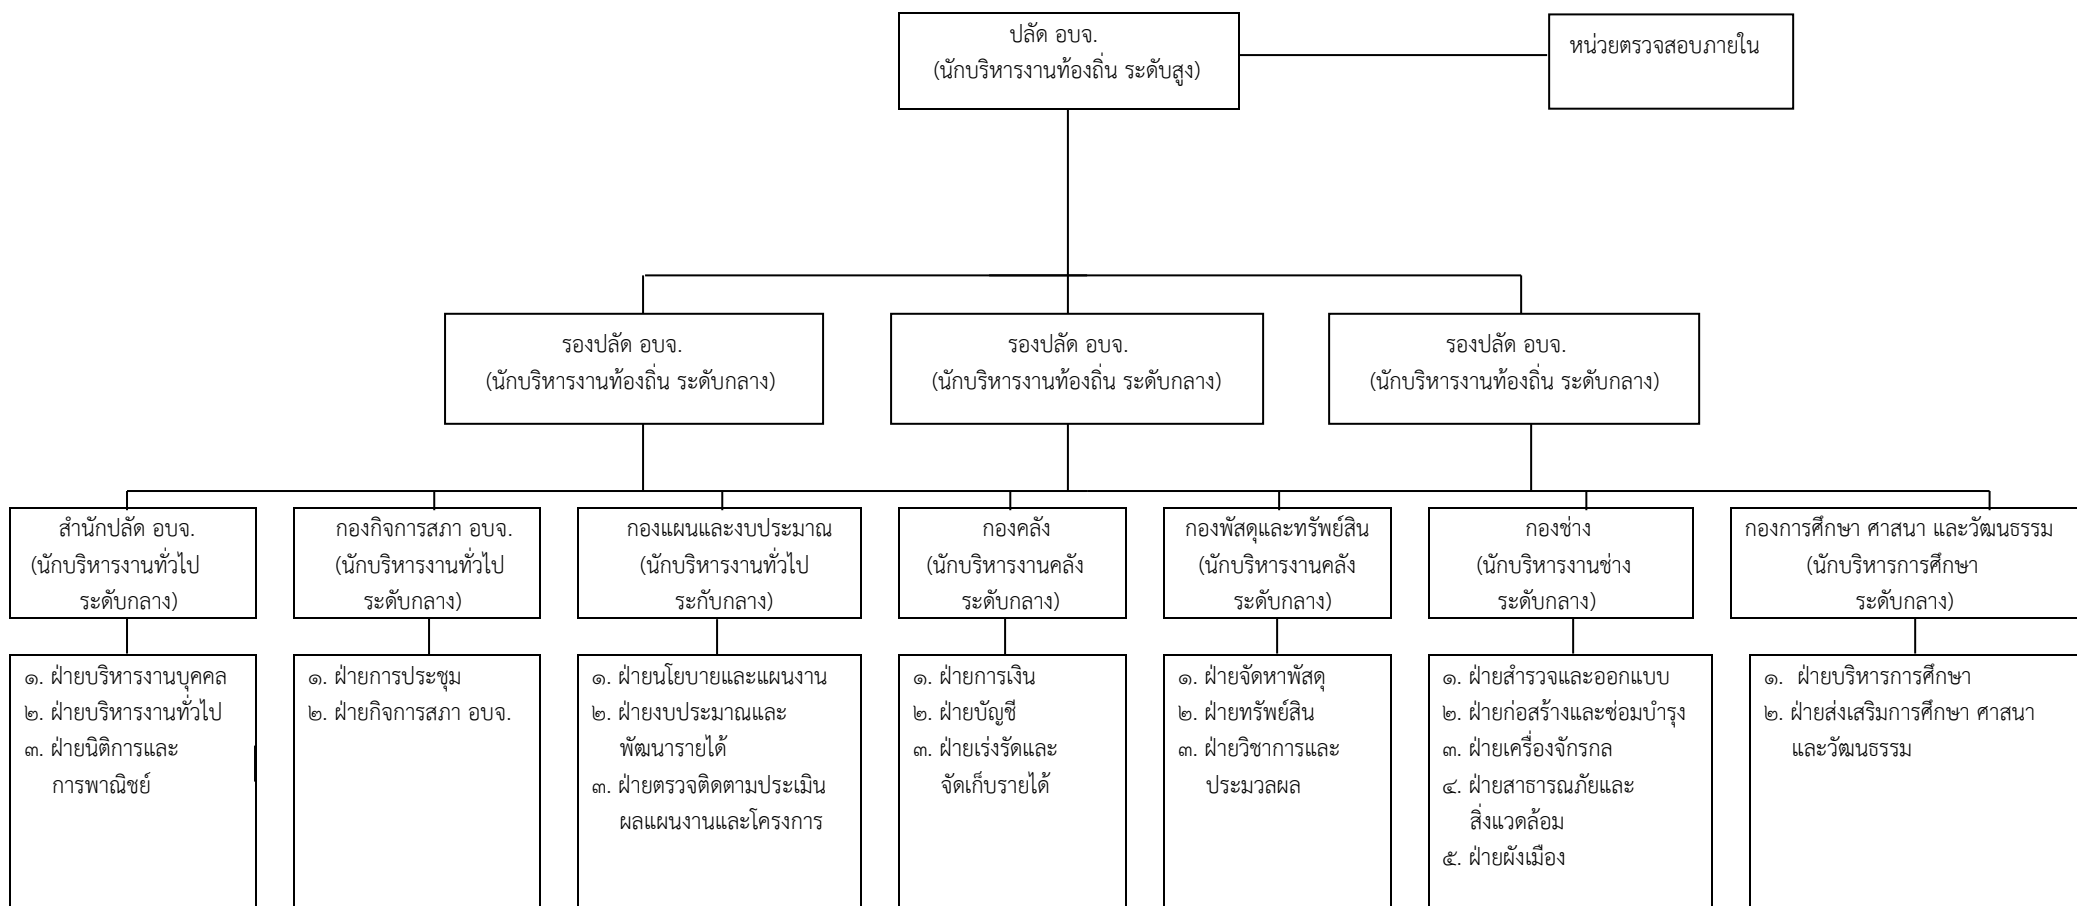 ปลัด อบจ.
(นักบริหารงานท้องถิ่น ระดับสูง)
หน่วยตรวจสอบภายใน
รองปลัด อบจ.
(นักบริหารงานท้องถิ่น ระดับกลาง)
รองปลัด อบจ.
(นักบริหารงานท้องถิ่น ระดับกลาง)
รองปลัด อบจ.
(นักบริหารงานท้องถิ่น ระดับกลาง)
สำนักปลัด อบจ.
(นักบริหารงานทั่วไป
ระดับกลาง)
กองกิจการสภา อบจ.
(นักบริหารงานทั่วไป
ระดับกลาง)
กองแผนและงบประมาณ
(นักบริหารงานทั่วไป
ระกับกลาง)
กองคลัง
(นักบริหารงานคลัง
ระดับกลาง)
กองพัสดุและทรัพย์สิน
(นักบริหารงานคลัง
ระดับกลาง)
กองช่าง
(นักบริหารงานช่าง
ระดับกลาง)
กองการศึกษา ศาสนา และวัฒนธรรม
(นักบริหารการศึกษา
ระดับกลาง)
๑. ฝ่ายบริหารงานบุคคล
๒. ฝ่ายบริหารงานทั่วไป
๓. ฝ่ายนิติการและ
การพาณิชย์
๑. ฝ่ายการประชุม
๒. ฝ่ายกิจการสภา อบจ.
๑. ฝ่ายนโยบายและแผนงาน
๒. ฝ่ายงบประมาณและ
พัฒนารายได้
๓. ฝ่ายตรวจติดตามประเมิน
ผลแผนงานและโครงการ
๑. ฝ่ายการเงิน
๒. ฝ่ายบัญชี
๓. ฝ่ายเร่งรัดและ
จัดเก็บรายได้
๑. ฝ่ายจัดหาพัสดุ
๒. ฝ่ายทรัพย์สิน
๓. ฝ่ายวิชาการและ
ประมวลผล
๑. ฝ่ายสำรวจและออกแบบ
๒. ฝ่ายก่อสร้างและซ่อมบำรุง
๓. ฝ่ายเครื่องจักรกล
๔. ฝ่ายสาธารณภัยและ
สิ่งแวดล้อม
๕. ฝ่ายผังเมือง
๑. ฝ่ายบริหารการศึกษา
๒. ฝ่ายส่งเสริมการศึกษา ศาสนา
และวัฒนธรรม